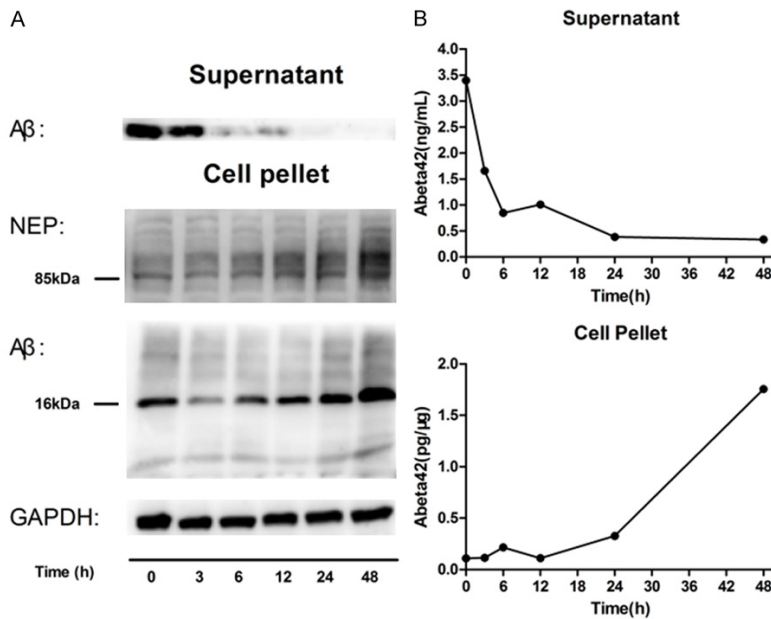 A
Supernatant
Aβ:
Cell pellet
NEP:
85kDa
Aβ:
16kDa
GAPDH:
Time (h) 0 3 6 12 24 48
B
Supernatant
Abeta42(ng/mL)
4.0
3.5
3.0
2.5
2.0
1.5
1.0
0.5
0.0
0 6 12 18 24 30 36 42 48
Time(h)
Cell Pellet
Abeta42(pg/µg)
2.0
1.5
1.0
0.5
0.0
0 6 12 18 24 30 36 42 48
Time(h)